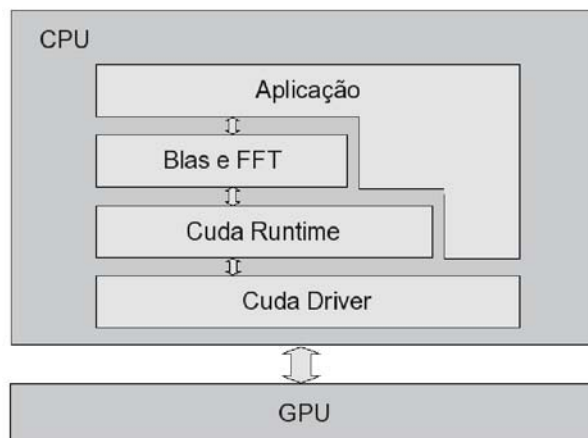 CPU
Aplicação
Blas e FFT
Cuda Runtime
Cuda Driver
GPU